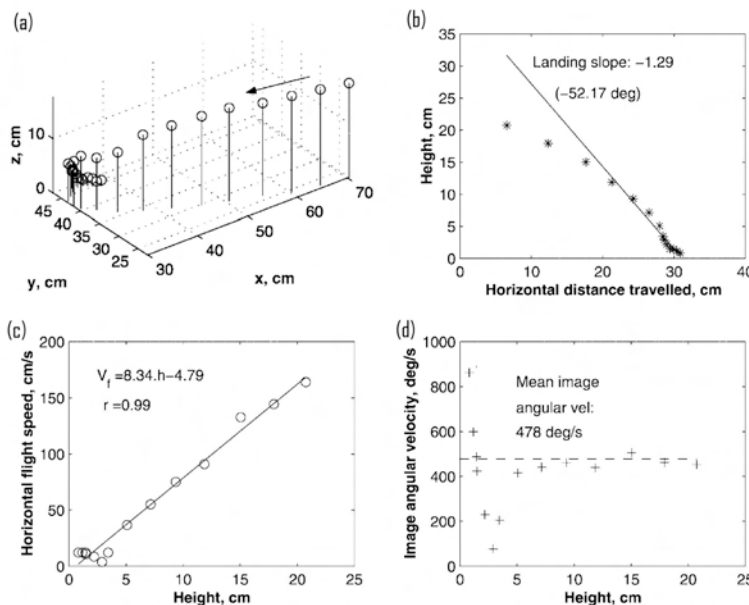 (a)
z, cm
10
0
45
40
35
30
25
y, cm
30
40
50
60
70
x, cm
(b)
35
30
25
20
15
10
5
0
Height, cm
Landing slope: -1.29
(-52.17 deg)
0 10 20 30 40
Horizontal distance travelled, cm
(c)
200
150
100
50
0
Horizontal flight speed, cm/s
V_f=8.34.h-4.79
r=0.99
0 5 10 15 20 25
Height, cm
(d)
1000
800
600
400
200
0
Image angular velocity, deg/s
Mean image
angular vel:
478 deg/s
0 5 10 15 20 25
Height, cm